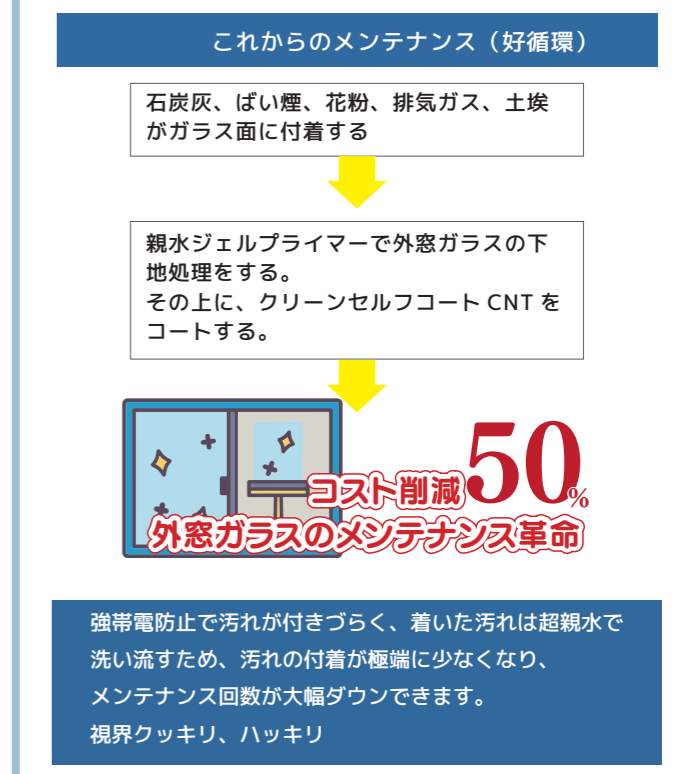 これからのメンテナンス（好循環）
石炭灰、ばい煙、花粉、排気ガス、土埃
がガラス面に付着する
親水ジェルプライマーで外窓ガラスの下
地処理をする。
その上に、クリーンセルフコート CNT を
コートする。
コスト削減50%
外窓ガラスのメンテナンス革命
強帯電防止で汚れが付きづらく、着いた汚れは超親水で
洗い流すため、汚れの付着が極端に少なくなり、
メンテナンス回数が大幅ダウンできます。
視界クッキリ、ハッキリ